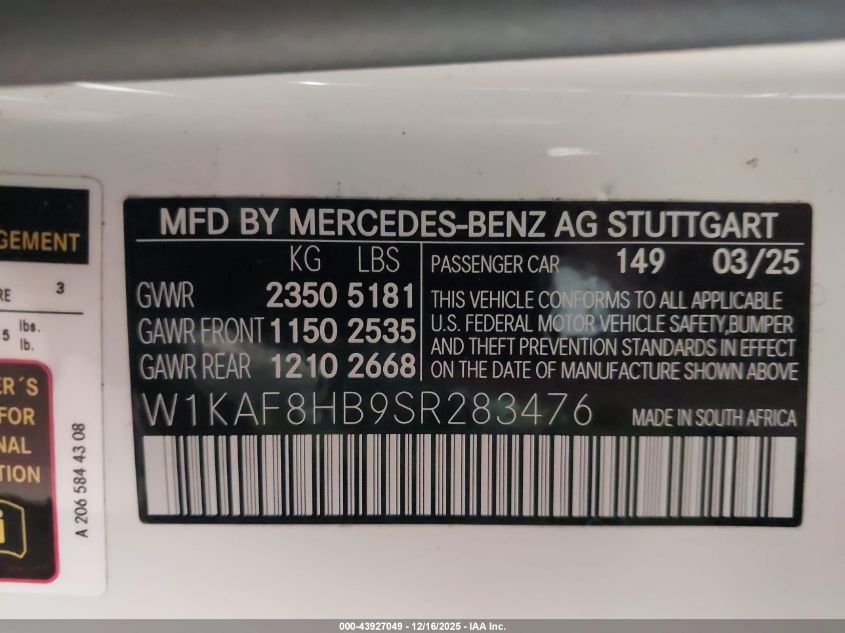 GEMENT
RE 3
5 lbs.
lb.
ER´S
FOR
NAL
TION
i
A 206 584 43 08
MFD BY MERCEDES-BENZ AG STUTTGART
KG LBS
GVWR 2350 5181
GAWR FRONT 1150 2535
GAWR REAR 1210 2668
PASSENGER CAR 149 03/25
THIS VEHICLE CONFORMS TO ALL APPLICABLE
U.S. FEDERAL MOTOR VEHICLE SAFETY,BUMPER
AND THEFT PREVENTION STANDARDS IN EFFECT
ON THE DATE OF MANUFACTURE SHOWN ABOVE
W1KAF8HB9SR283476 MADE IN SOUTH AFRICA
000-43927049 - 12/16/2025 - IAA Inc.